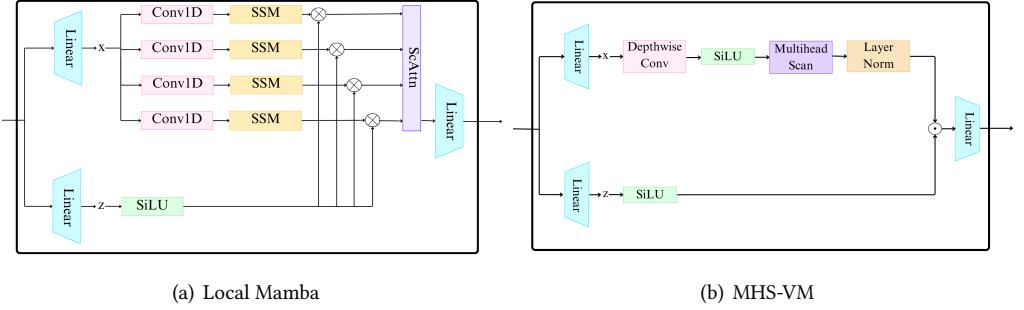 Linear
x
Conv1D
SSM
Conv1D
SSM
Conv1D
SSM
Conv1D
SSM
ScAttn
Linear
Linear
z
SiLU
(a) Local Mamba
Linear
x
Depthwise
Conv
SiLU
Multihead
Scan
Layer
Norm
Linear
Linear
z
SiLU
(b) MHS-VM